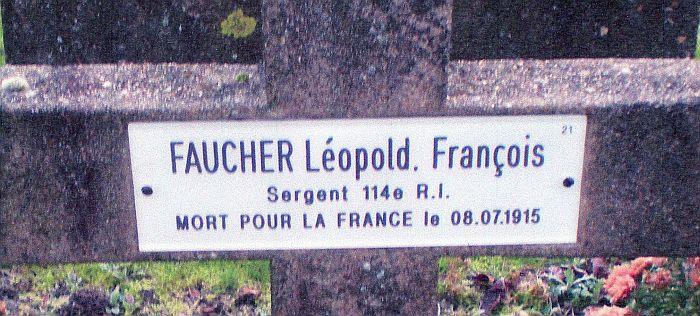 21
FAUCHER Léopold. François
Sergent 114e R.I.
MORT POUR LA FRANCE le 08.07.1915